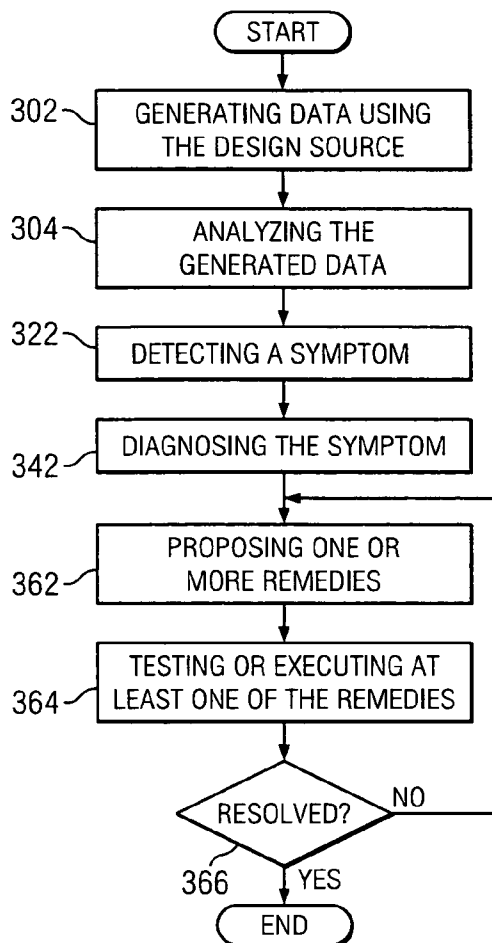 START
302
GENERATING DATA USING
THE DESIGN SOURCE
304
ANALYZING THE
GENERATED DATA
322
DETECTING A SYMPTOM
342
DIAGNOSING THE SYMPTOM
362
PROPOSING ONE OR
MORE REMEDIES
364
TESTING OR EXECUTING AT
LEAST ONE OF THE REMEDIES
RESOLVED?
NO
366
YES
END